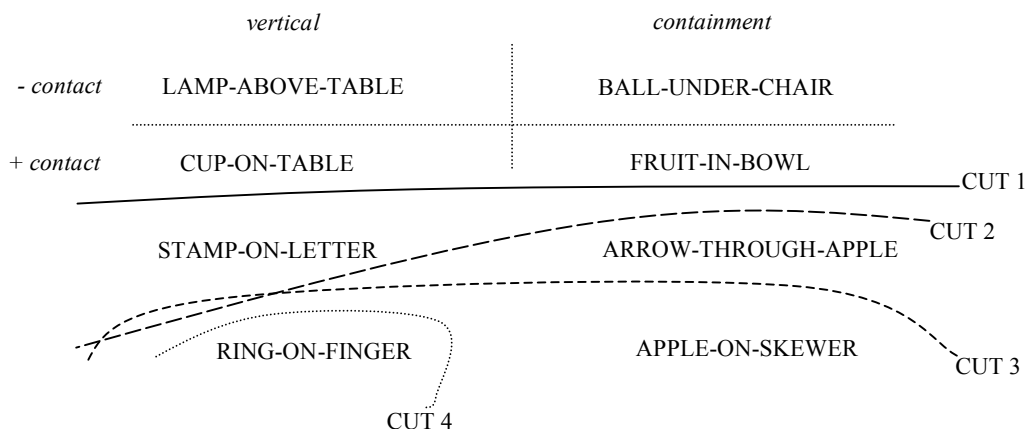 vertical containment
- contact LAMP-ABOVE-TABLE BALL-UNDER-CHAIR
+ contact CUP-ON-TABLE FRUIT-IN-BOWL
CUT 1
CUT 2
STAMP-ON-LETTER ARROW-THROUGH-APPLE
RING-ON-FINGER APPLE-ON-SKEWER
CUT 3
CUT 4